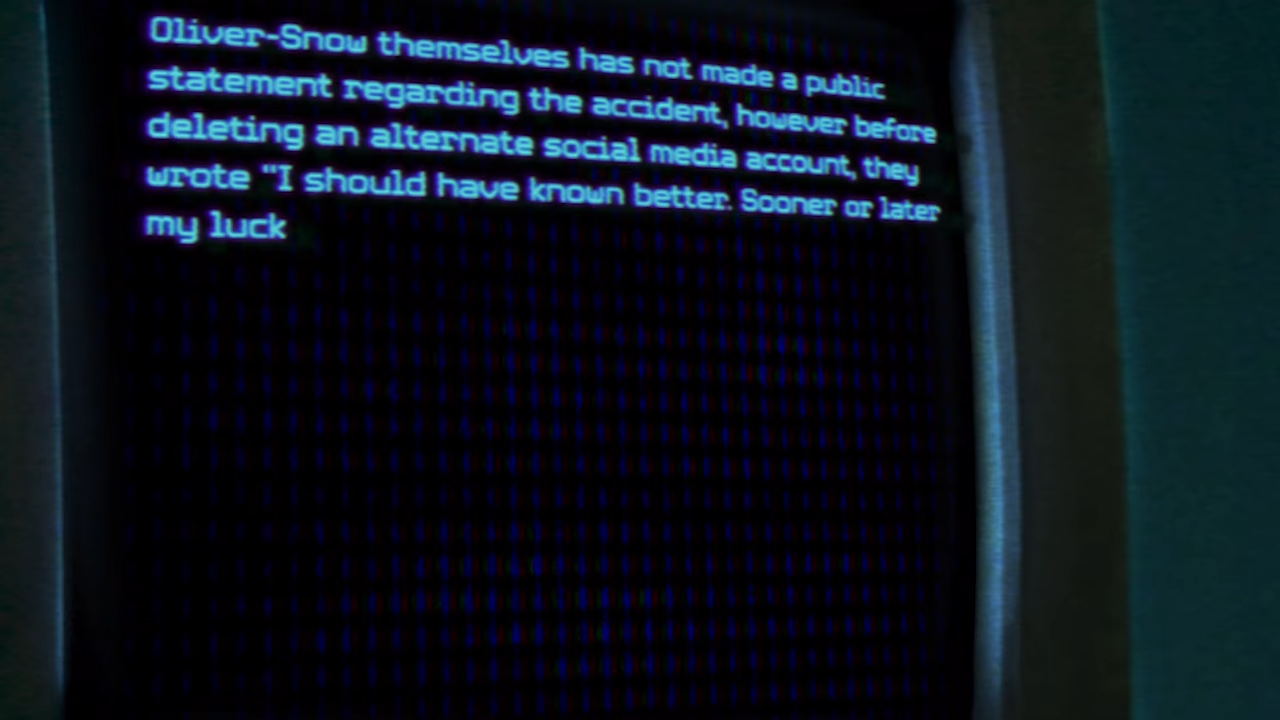 Oliver-Snow themselves has not made a public
statement regarding the accident, however before
deleting an alternate social media account, they
wrote “I should have known better. Sooner or later
my luck